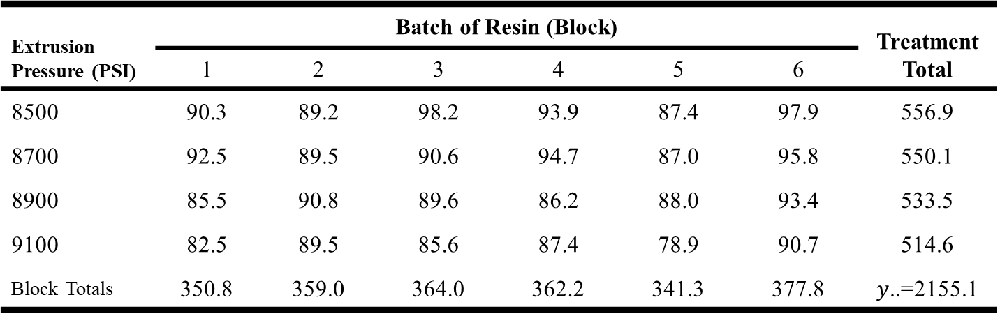 Batch of Resin (Block)
Extrusion Pressure (PSI) 1 2 3 4 5 6 Treatment Total
8500 90.3 89.2 98.2 93.9 87.4 97.9 556.9
8700 92.5 89.5 90.6 94.7 87.0 95.8 550.1
8900 85.5 90.8 89.6 86.2 88.0 93.4 533.5
9100 82.5 89.5 85.6 87.4 78.9 90.7 514.6
Block Totals 350.8 359.0 364.0 362.2 341.3 377.8 y..=2155.1